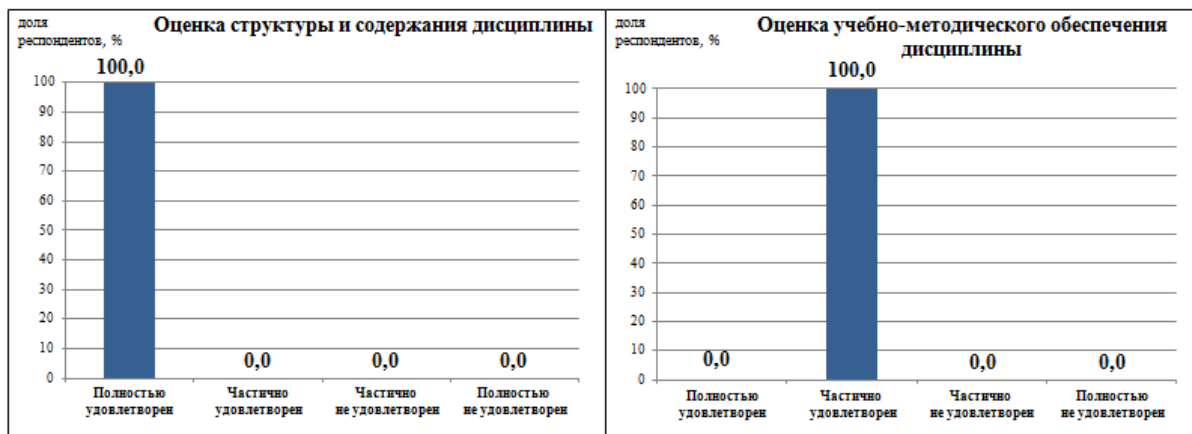 доля
респондентов, %
Оценка структуры и содержания дисциплины
100,0
100
90
80
70
60
50
40
30
20
10
0
0,0
0,0
0,0
Полностью
удовлетворен
Частично
удовлетворен
Частично
не удовлетворен
Полностью
не удовлетворен
доля
респондентов, %
Оценка учебно-методического обеспечения
дисциплины
100,0
100
90
80
70
60
50
40
30
20
10
0
0,0
0,0
0,0
Полностью
удовлетворен
Частично
удовлетворен
Частично
не удовлетворен
Полностью
не удовлетворен